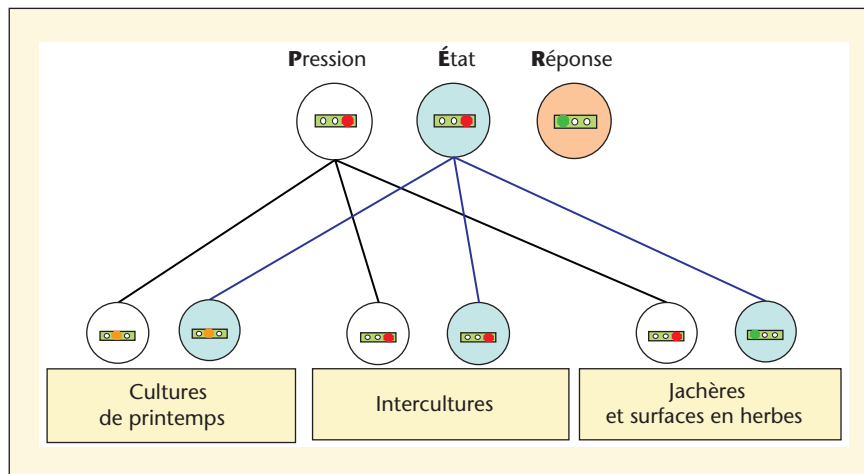 Pression
État
Réponse
Cultures
de printemps
Intercultures
Jachères
et surfaces en herbes